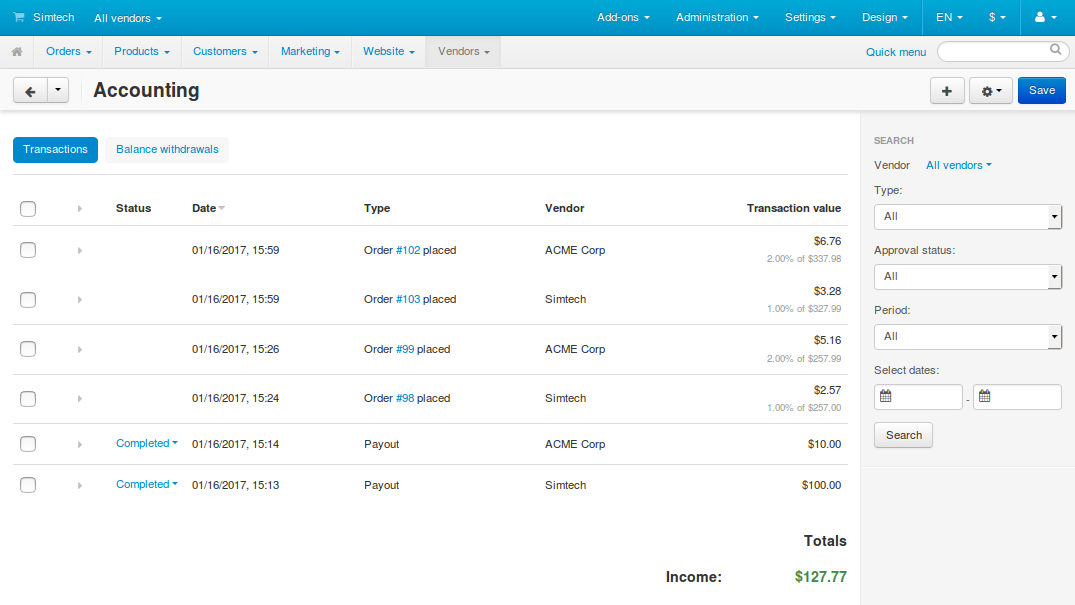 Simtech All vendors Add-ons Administration Settings Design EN $
Orders Products Customers Marketing Website Vendors Quick menu
Accounting Save
Transactions Balance withdrawals
Status Date Type Vendor Transaction value
01/16/2017, 15:59 Order #102 placed ACME Corp $6.76
2.00% of $337.98
01/16/2017, 15:59 Order #103 placed Simtech $3.28
1.00% of $327.99
01/16/2017, 15:26 Order #99 placed ACME Corp $5.16
2.00% of $257.99
01/16/2017, 15:24 Order #98 placed Simtech $2.57
1.00% of $257.00
Completed 01/16/2017, 15:14 Payout ACME Corp $10.00
Completed 01/16/2017, 15:13 Payout Simtech $100.00
Totals
Income: $127.77
SEARCH
Vendor All vendors
Type:
All
Approval status:
All
Period:
All
Select dates:
-
Search